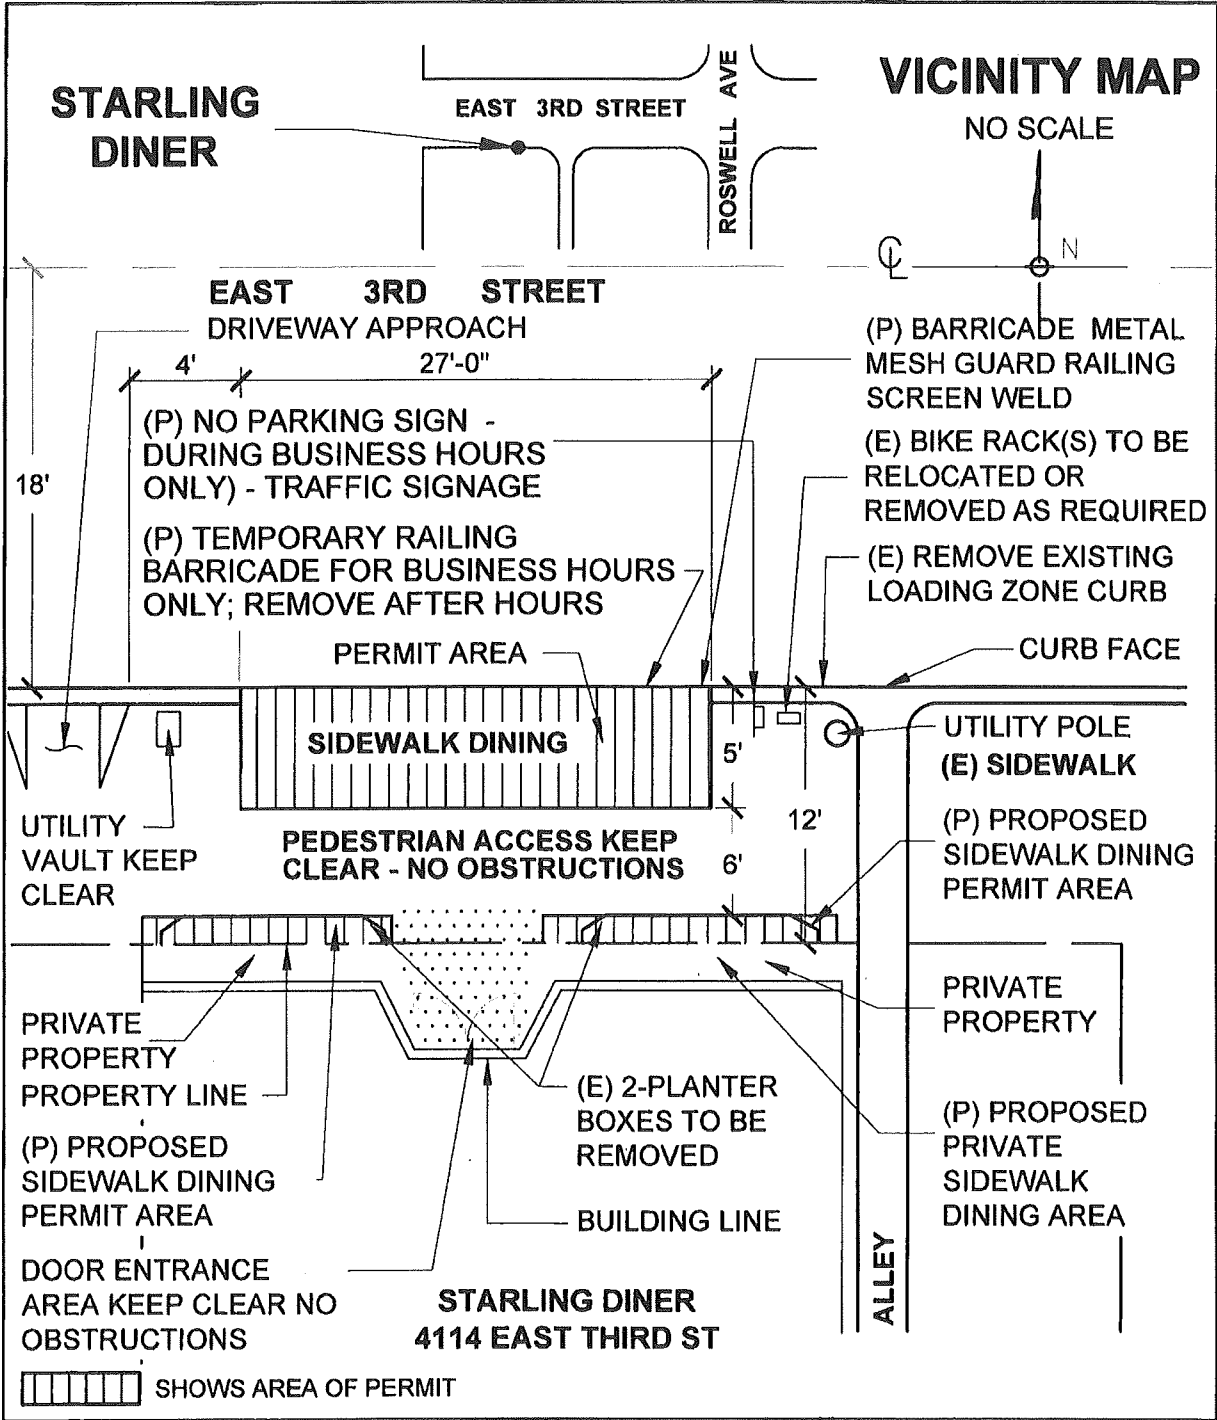 STARLING
DINER
EAST 3RD STREET
ROSWELL AVE
VICINITY MAP
NO SCALE
CL
N
EAST 3RD STREET
DRIVEWAY APPROACH
4'
27'-0"
18'
(P) NO PARKING SIGN -
DURING BUSINESS HOURS
ONLY) - TRAFFIC SIGNAGE
(P) TEMPORARY RAILING
BARRICADE FOR BUSINESS HOURS
ONLY; REMOVE AFTER HOURS
PERMIT AREA
(P) BARRICADE METAL
MESH GUARD RAILING
SCREEN WELD
(E) BIKE RACK(S) TO BE
RELOCATED OR
REMOVED AS REQUIRED
(E) REMOVE EXISTING
LOADING ZONE CURB
CURB FACE
SIDEWALK DINING
5'
UTILITY POLE
(E) SIDEWALK
UTILITY
VAULT KEEP
CLEAR
PEDESTRIAN ACCESS KEEP
CLEAR - NO OBSTRUCTIONS
6'
12'
(P) PROPOSED
SIDEWALK DINING
PERMIT AREA
PRIVATE
PROPERTY
PROPERTY LINE
(P) PROPOSED
SIDEWALK DINING
PERMIT AREA
DOOR ENTRANCE
AREA KEEP CLEAR NO
OBSTRUCTIONS
(E) 2-PLANTER
BOXES TO BE
REMOVED
BUILDING LINE
PRIVATE
PROPERTY
(P) PROPOSED
PRIVATE
SIDEWALK
DINING AREA
ALLEY
STARLING DINER
4114 EAST THIRD ST
SHOWS AREA OF PERMIT